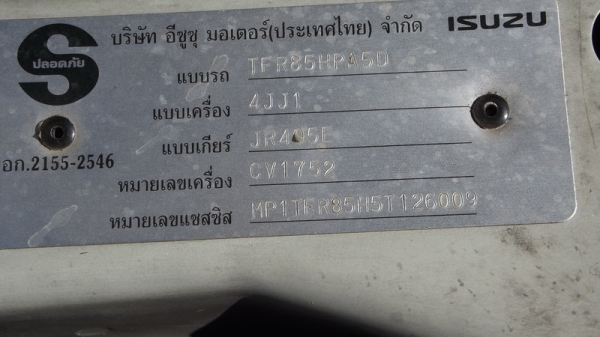 ปลอดภัย
บริษัท อีซูซุ มอเตอร์(ประเทศไทย) จำกัด ISUZU
แบบรถ TFR85HPA5D
แบบเครื่อง 4JJ1
แบบเกียร์ JR405E
อก.2155-2546
หมายเลขเครื่อง CV1752
หมายเลขแชสซิส MP1TFR85H5T126009